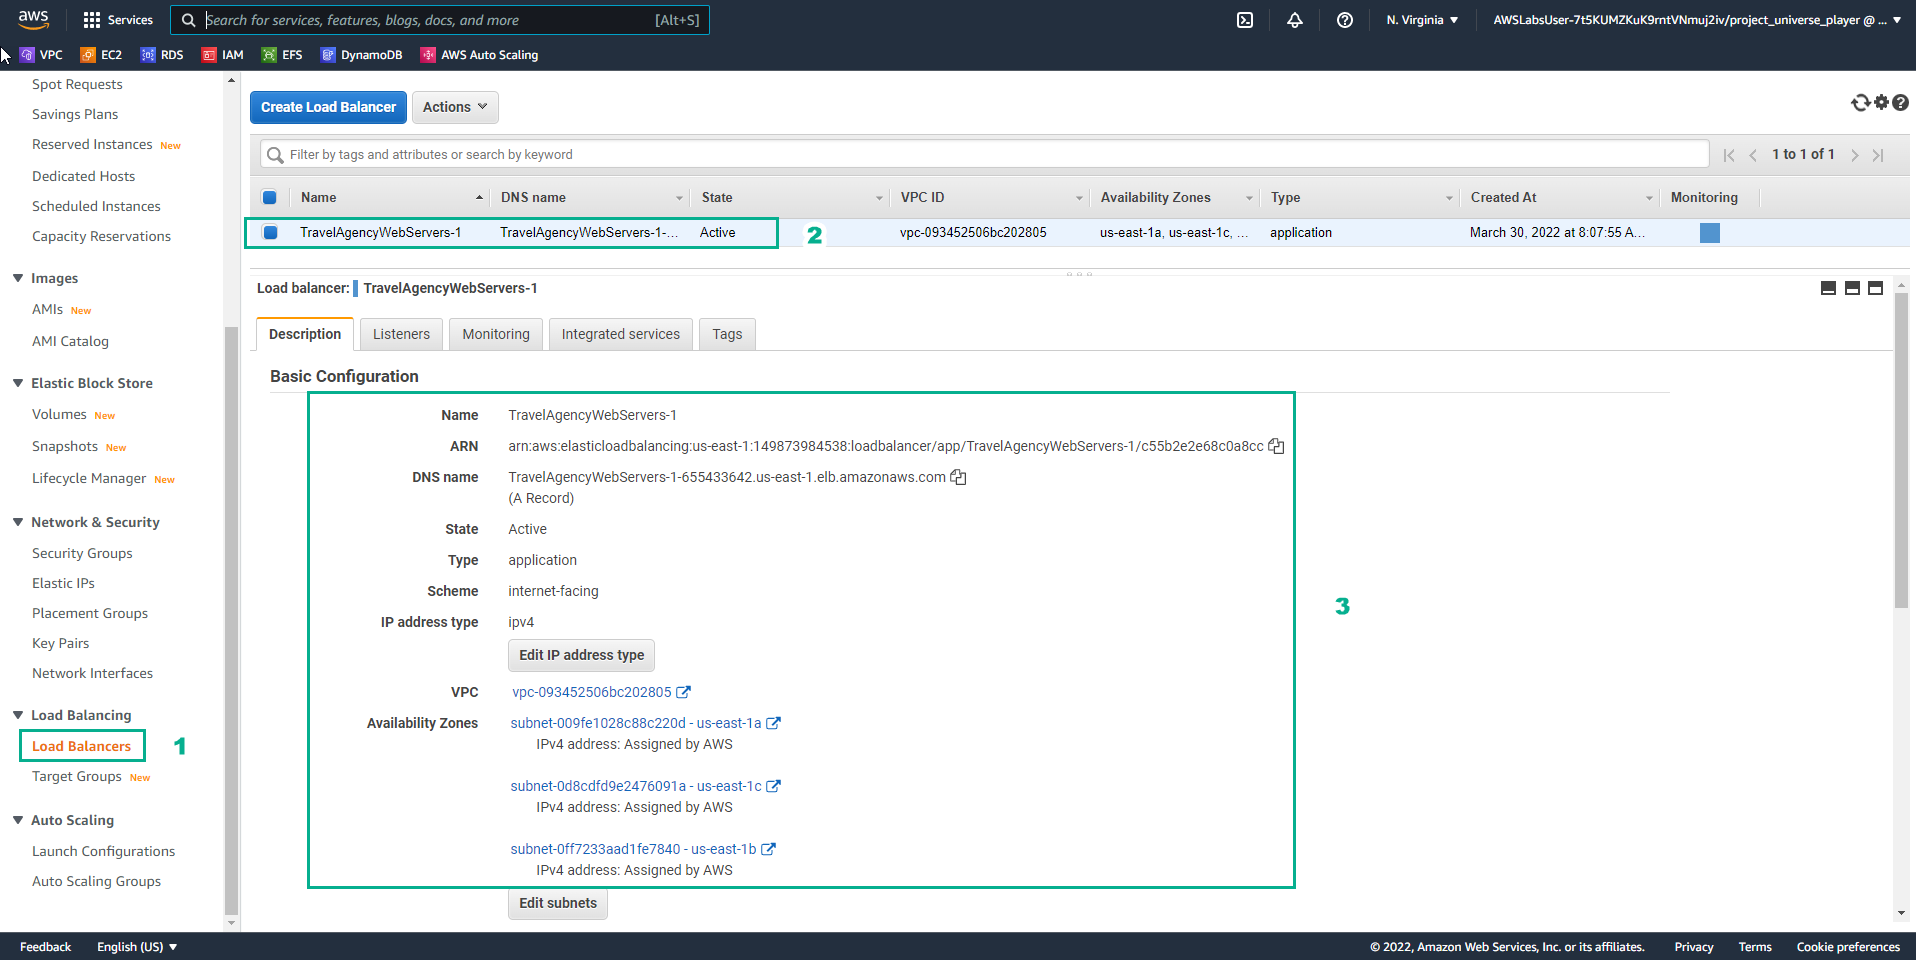 aws
Services
Search for services, features, blogs, docs, and more
[Alt+S]
N. Virginia
AWSLabsUser-7t5KUMZKuK9rntVNmuj2iv/project_universe_player @ ...
VPC
EC2
RDS
IAM
EFS
DynamoDB
AWS Auto Scaling
Spot Requests
Savings Plans
Reserved Instances New
Dedicated Hosts
Scheduled Instances
Capacity Reservations
Images
AMIs New
AMI Catalog
Elastic Block Store
Volumes New
Snapshots New
Lifecycle Manager New
Network & Security
Security Groups
Elastic IPs
Placement Groups
Key Pairs
Network Interfaces
Load Balancing
Load Balancers
1
Target Groups New
Auto Scaling
Launch Configurations
Auto Scaling Groups
Create Load Balancer
Actions
Filter by tags and attributes or search by keyword
1 to 1 of 1
Name DNS name State VPC ID Availability Zones Type Created At Monitoring
TravelAgencyWebServers-1 TravelAgencyWebServers-1-... Active 2 vpc-093452506bc202805 us-east-1a, us-east-1c, ... application March 30, 2022 at 8:07:55 A...
Load balancer: TravelAgencyWebServers-1
Description Listeners Monitoring Integrated services Tags
Basic Configuration
Name TravelAgencyWebServers-1
ARN arn:aws:elasticloadbalancing:us-east-1:149873984538:loadbalancer/app/TravelAgencyWebServers-1/c55b2e2e68c0a8cc
DNS name TravelAgencyWebServers-1-655433642.us-east-1.elb.amazonaws.com
(A Record)
State Active
Type application
Scheme internet-facing
3
IP address type ipv4
Edit IP address type
VPC vpc-093452506bc202805
Availability Zones subnet-009fe1028c88c220d - us-east-1a
IPv4 address: Assigned by AWS
subnet-0d8cdfd9e2476091a - us-east-1c
IPv4 address: Assigned by AWS
subnet-0ff7233aad1fe7840 - us-east-1b
IPv4 address: Assigned by AWS
Edit subnets
Feedback English (US) © 2022, Amazon Web Services, Inc. or its affiliates. Privacy Terms Cookie preferences